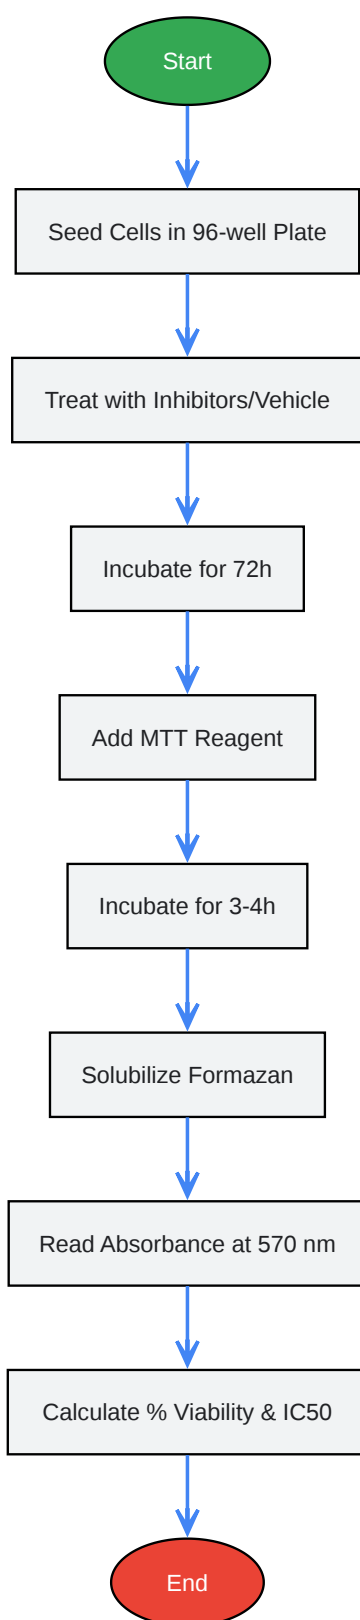 Start
Seed Cells in 96-well Plate
Treat with Inhibitors/Vehicle
Incubate for 72h
Add MTT Reagent
Incubate for 3-4h
Solubilize Formazan
Read Absorbance at 570 nm
Calculate % Viability & IC50
End